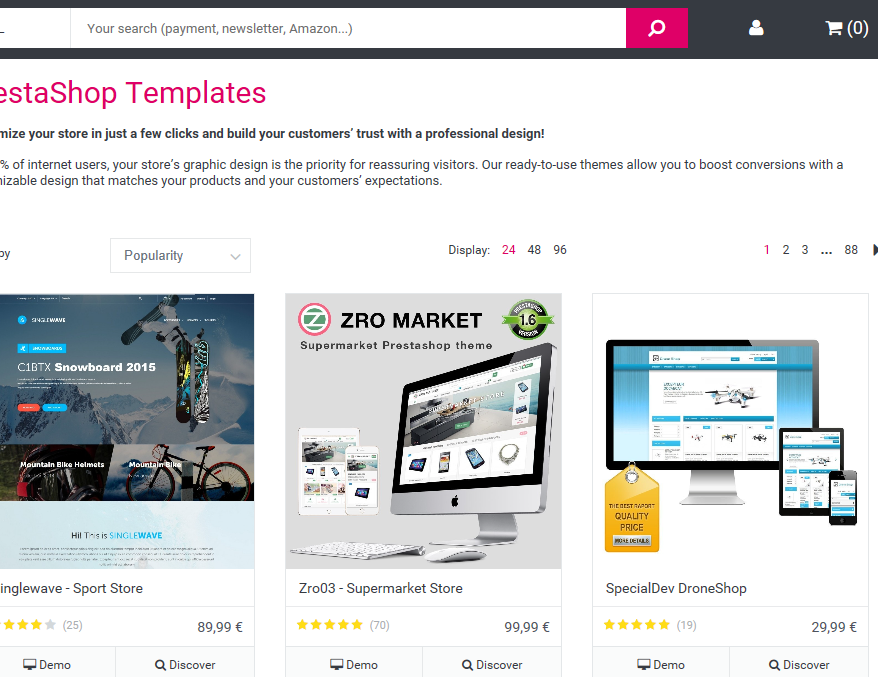 Your search (payment, newsletter, Amazon...)
(0)
estaShop Templates
mize your store in just a few clicks and build your customers’ trust with a professional design!
% of internet users, your store’s graphic design is the priority for reassuring visitors. Our ready-to-use themes allow you to boost conversions with a
nizable design that matches your products and your customers’ expectations.
by
Popularity
Display: 24 48 96
1 2 3 ... 88
SINGLEWAVE
SNOWBOARDS
C1BTX Snowboard 2015
Mountain Bike Helmets
Mountain Bike
Hi! This is SINGLEWAVE
ZRO MARKET
Supermarket Prestashop theme
PRESTASHOP
1.6
VERSION
THE BEST RAPORT
QUALITY
PRICE
MORE DETAILS
inglewave - Sport Store
Zro03 - Supermarket Store
SpecialDev DroneShop
(25)
89,99 €
(70)
99,99 €
(19)
29,99 €
Demo
Discover
Demo
Discover
Demo
Discover